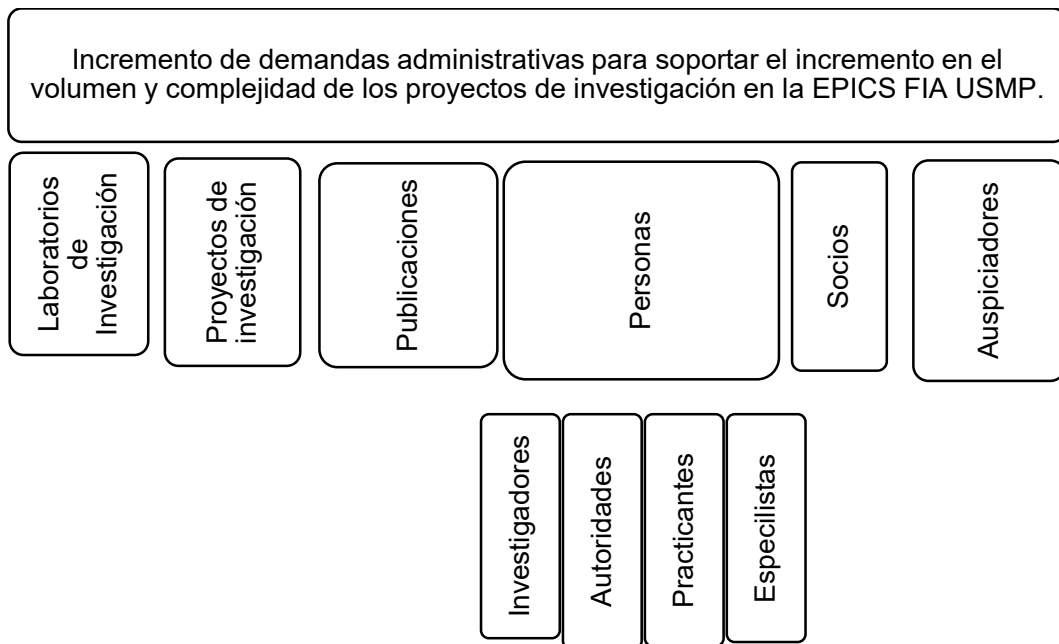 Incremento de demandas administrativas para soportar el incremento en el
volumen y complejidad de los proyectos de investigación en la EPICS FIA USMP.
Laboratorios
de
Investigación
Proyectos de
investigación
Publicaciones
Personas
Socios
Auspiciadores
Investigadores
Autoridades
Practicantes
Especilistas